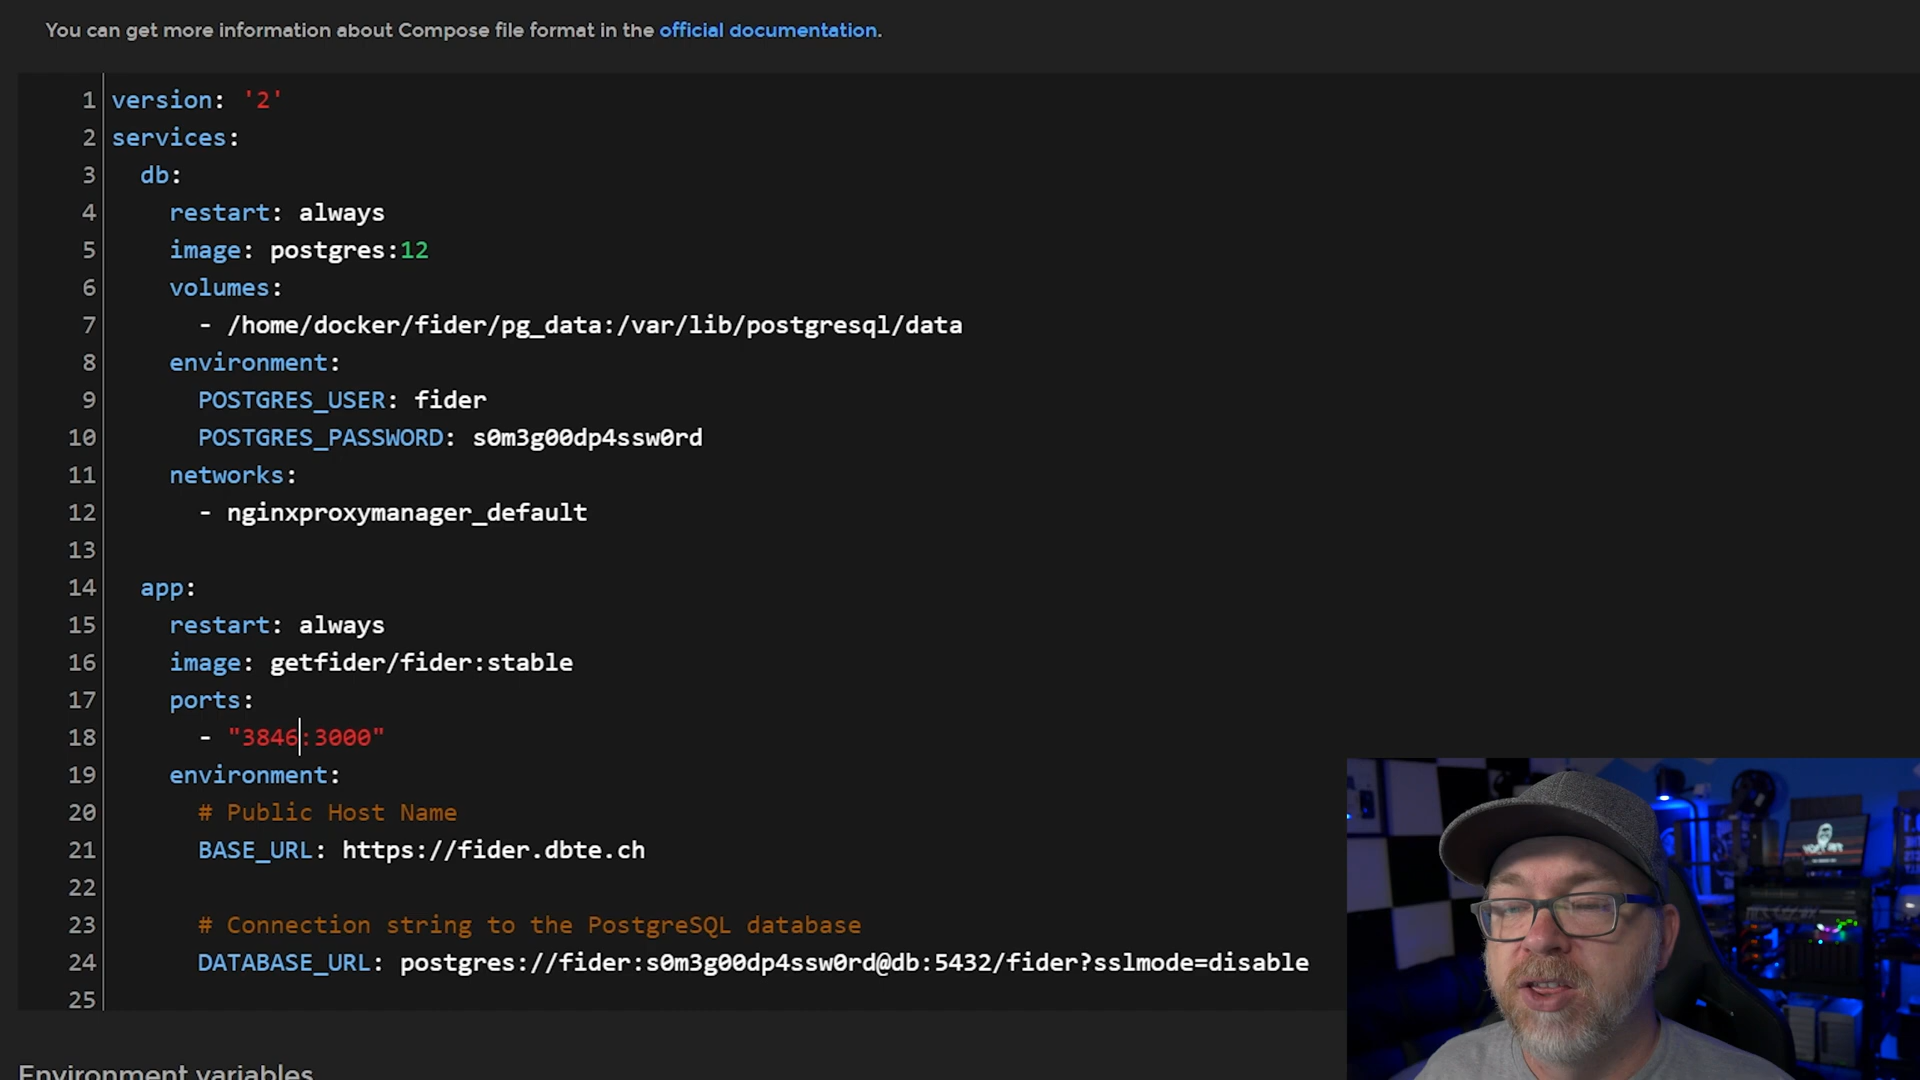 You can get more information about Compose file format in the official documentation.
1 version: '2'
2 services:
3   db:
4     restart: always
5     image: postgres:12
6     volumes:
7       - /home/docker/fider/pg_data:/var/lib/postgresql/data
8     environment:
9       POSTGRES_USER: fider
10       POSTGRES_PASSWORD: s0m3g00dp4ssw0rd
11     networks:
12       - nginxproxymanager_default
13
14   app:
15     restart: always
16     image: getfider/fider:stable
17     ports:
18       - "3846:3000"
19     environment:
20       # Public Host Name
21       BASE_URL: https://fider.dbte.ch
22
23       # Connection string to the PostgreSQL database
24       DATABASE_URL: postgres://fider:s0m3g00dp4ssw0rd@db:5432/fider?sslmode=disable
25
Environment variables